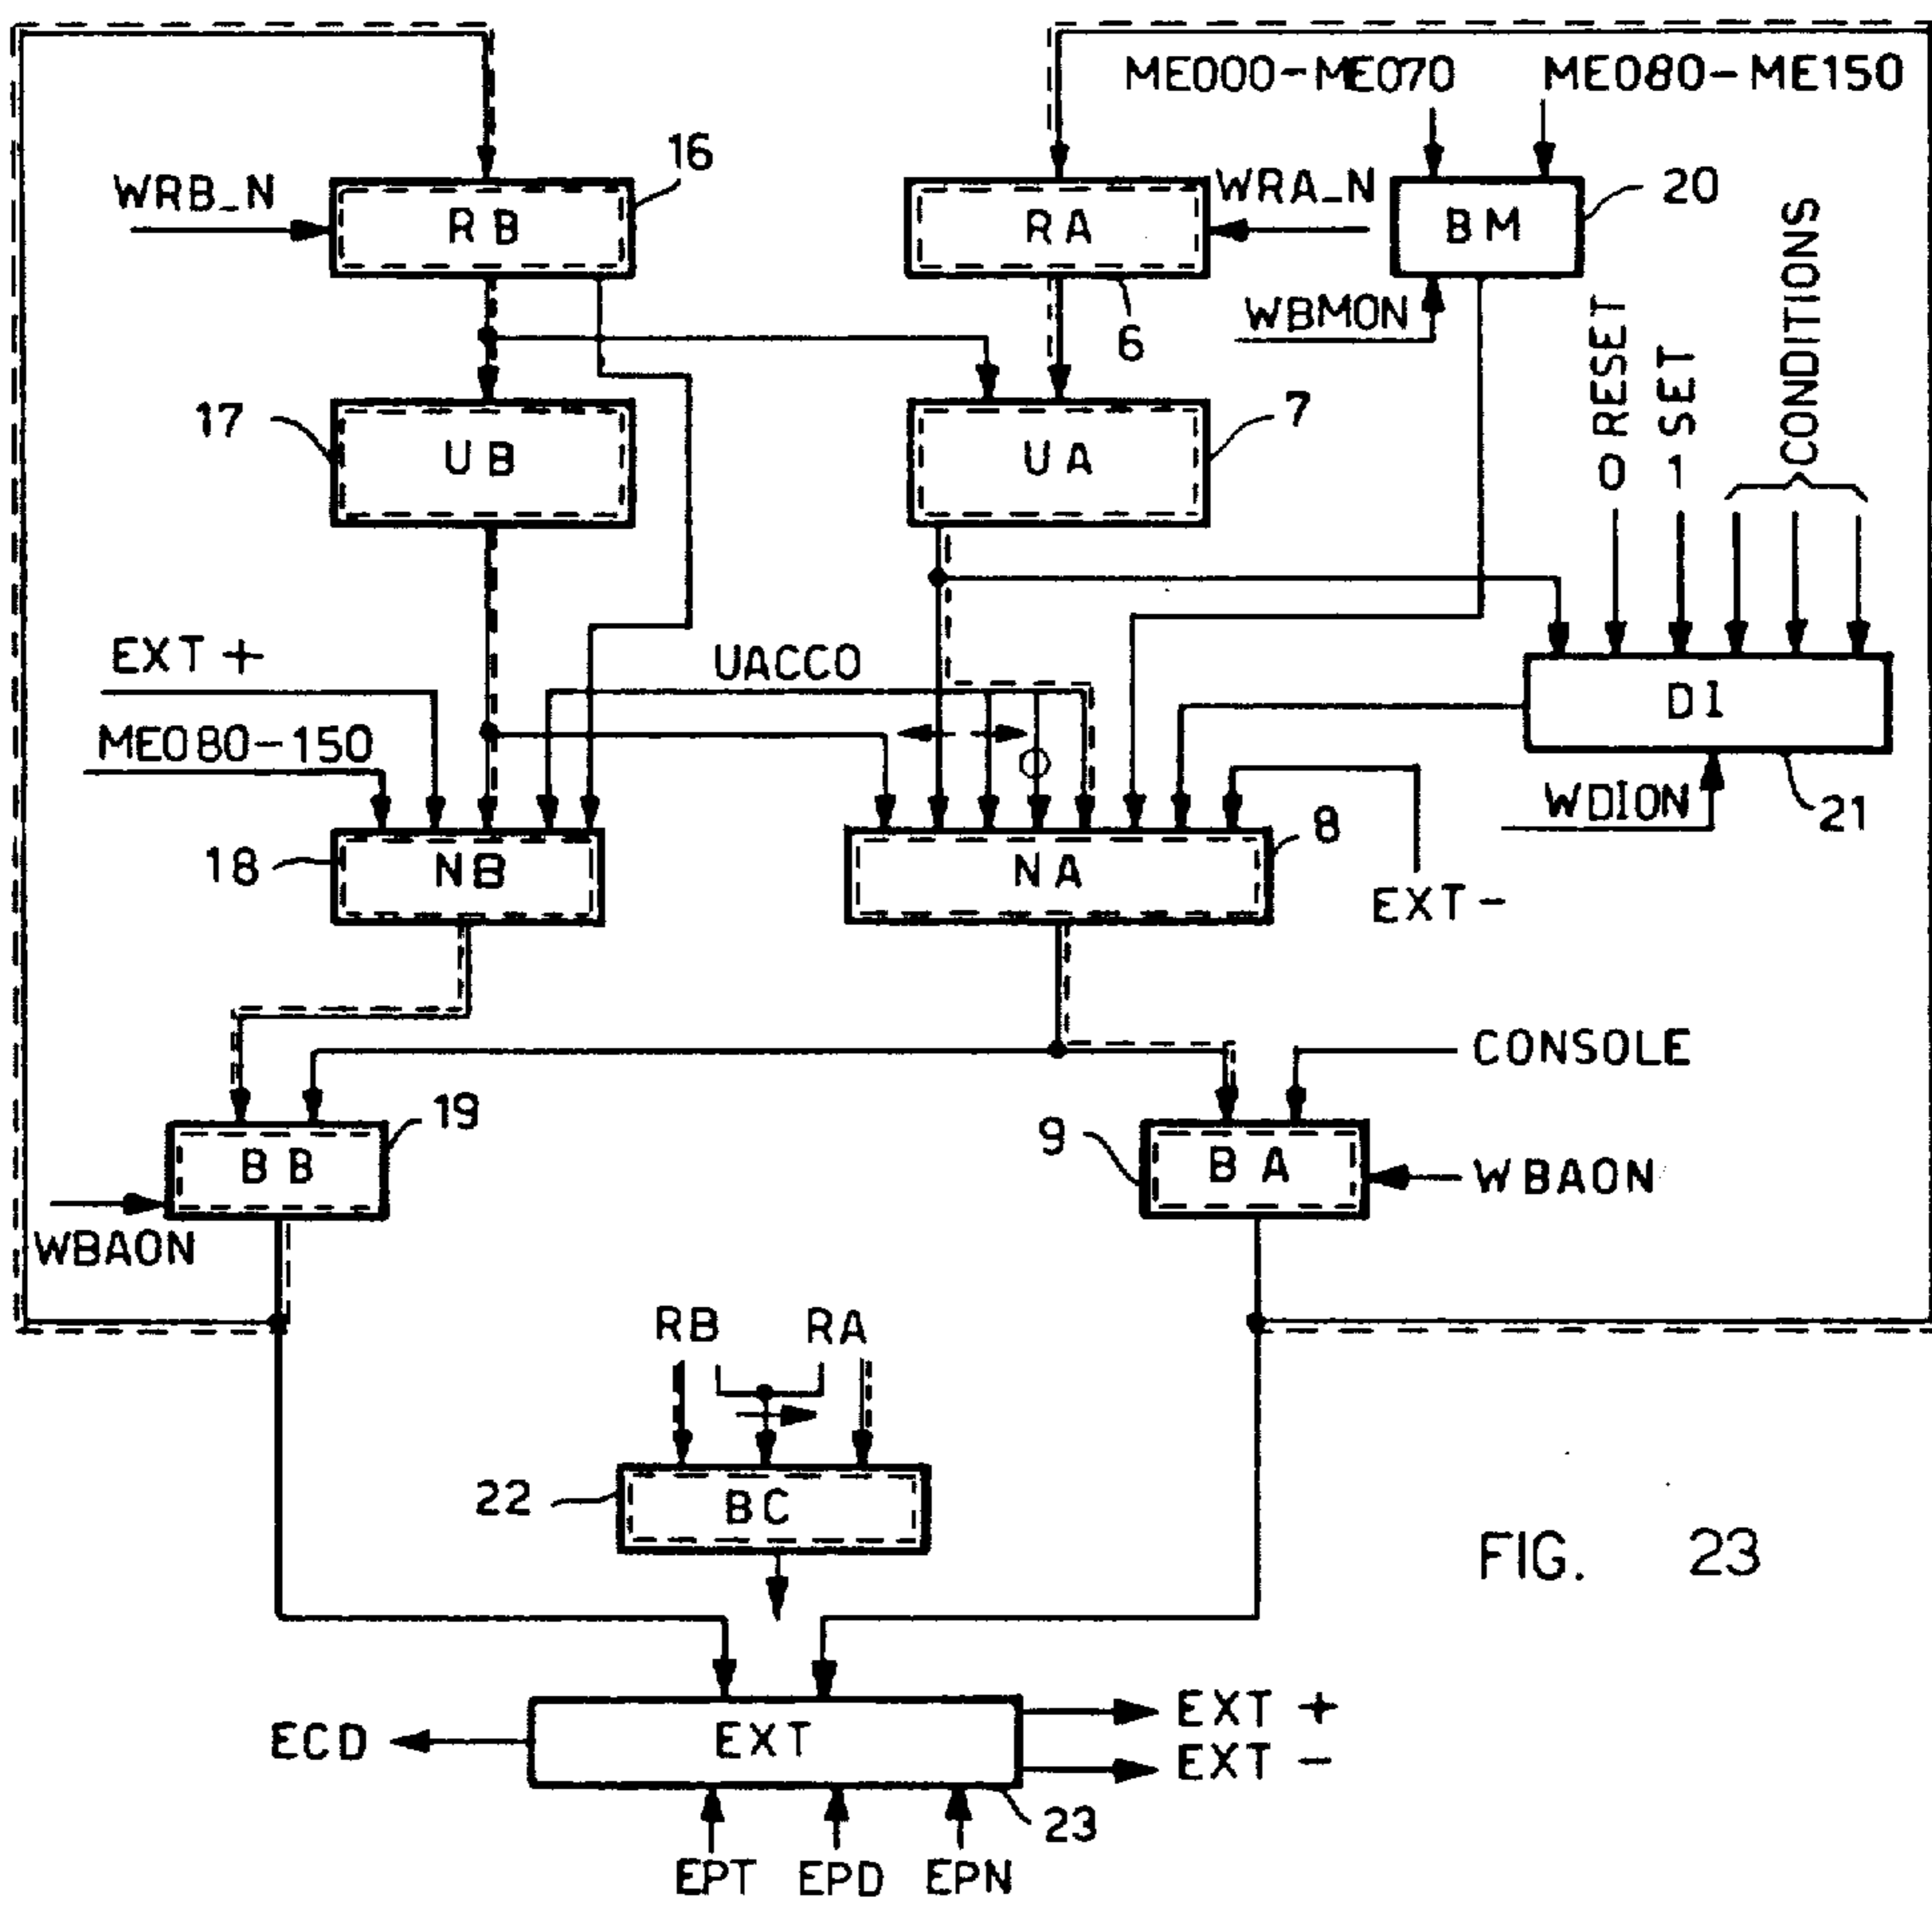 ME000-ME070
ME080-ME150
16
WRB_N
RB
RA
WRA_N
BM
20
WBMON
6
CONDITIONS
0 RESET
1 SET
17
UB
UA
7
EXT +
UACCO
DI
ME080-150
WDION
21
18
NB
NA
8
EXT-
CONSOLE
19
9
BB
BA
WBAON
WBAON
RB
RA
22
BC
FIG. 23
ECD
EXT
EXT +
EXT -
23
EPT
EPD
EPN